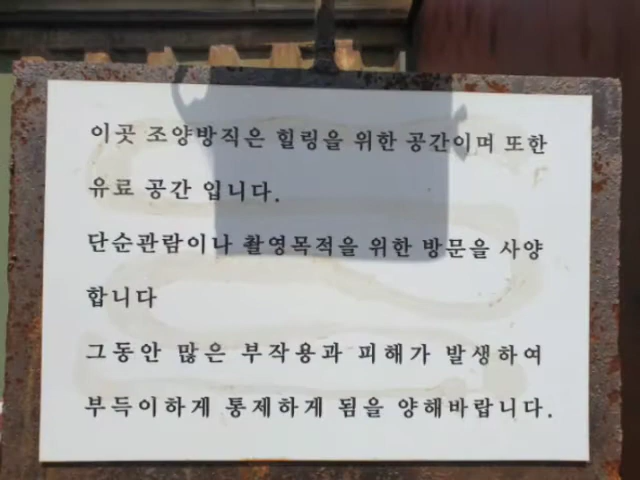 이곳 조양방직은 힐링을 위한 공간이며 또한
유료 공간 입니다.
단순관람이나 촬영목적을 위한 방문을 사양
합니다
그동안 많은 부작용과 피해가 발생하여
부득이하게 통제하게 됨을 양해바랍니다.